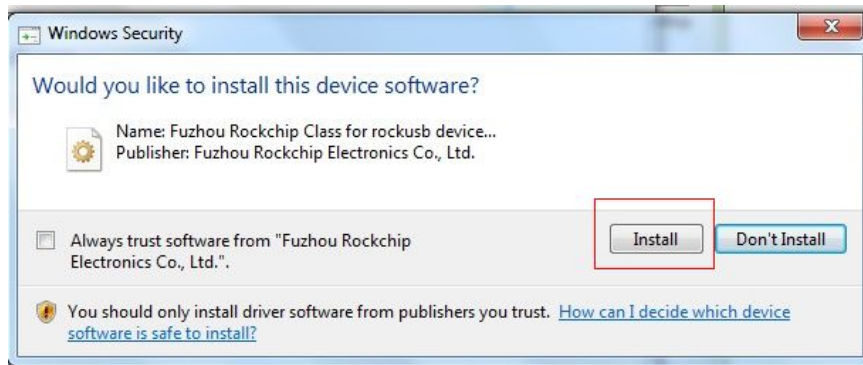 Windows Security
Would you like to install this device software?
Name: Fuzhou Rockchip Class for rockusb device...
Publisher: Fuzhou Rockchip Electronics Co., Ltd.
Always trust software from "Fuzhou Rockchip
Electronics Co., Ltd.".
Install
Don't Install
You should only install driver software from publishers you trust. How can I decide which device
software is safe to install?